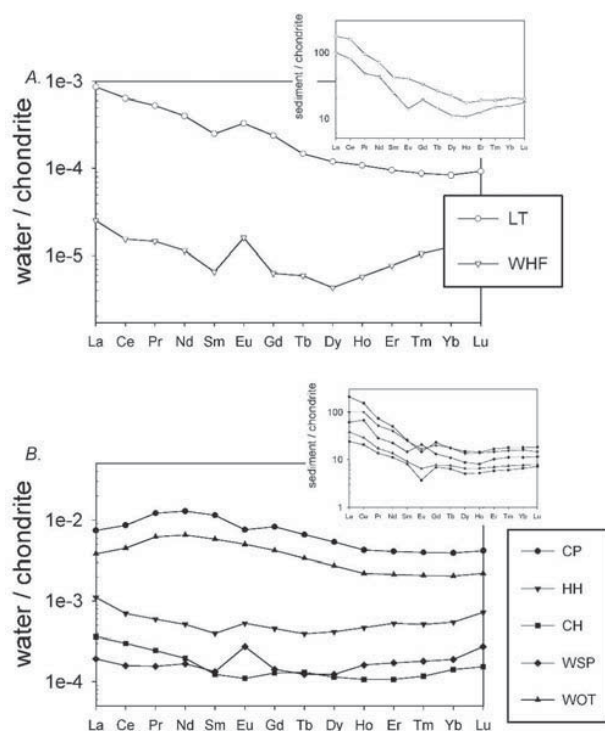 A.
water / chondrite
1e-3
1e-4
1e-5
La Ce Pr Nd Sm Eu Gd Tb Dy Ho Er Tm Yb Lu
sediment / chondrite
100
10
La Ce Pr Nd Sm Eu Gd Tb Dy Ho Er Tm Yb Lu
LT
WHF
B.
water / chondrite
1e-2
1e-3
1e-4
La Ce Pr Nd Sm Eu Gd Tb Dy Ho Er Tm Yb Lu
sediment / chondrite
100
10
1
La Ce Pr Nd Sm Eu Gd Tb Dy Ho Er Tm Yb Lu
CP
HH
CH
WSP
WOT